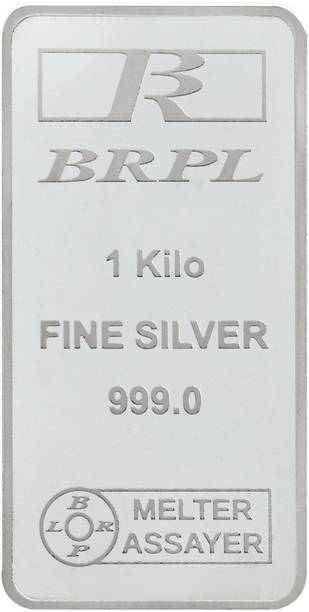 R
BRPL
1 Kilo
FINE SILVER
999.0
B
L R
P
MELTER
ASSAYER